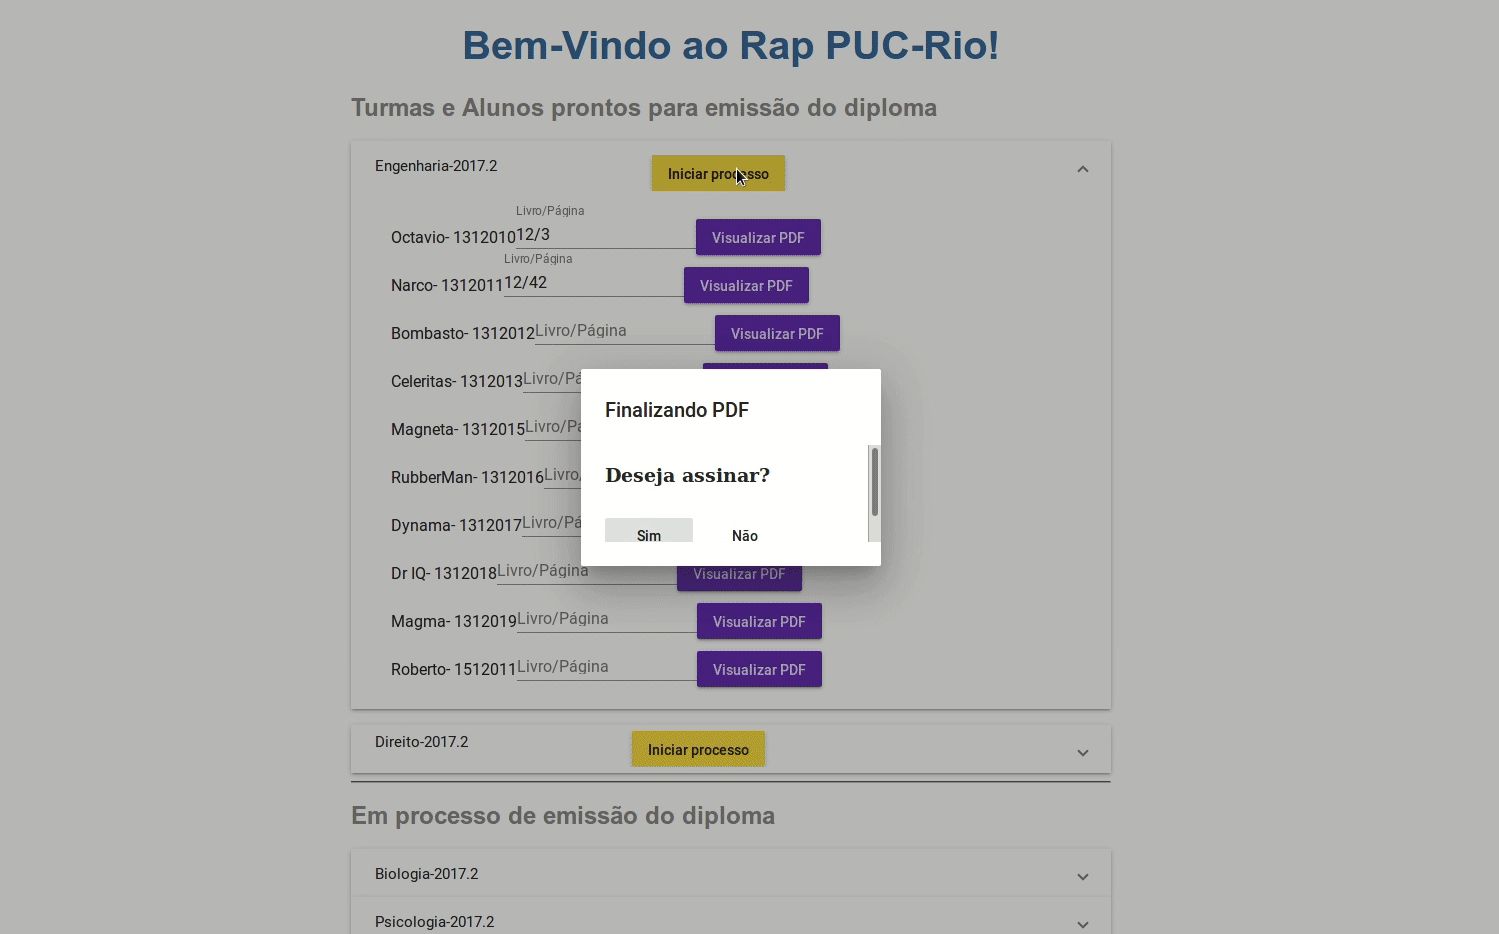 Bem-Vindo ao Rap PUC-Rio!
Turmas e Alunos prontos para emissão do diploma
Engenharia-2017.2 Iniciar processo
Livro/Página
Octavio- 1312010 12/3 Visualizar PDF
Livro/Página
Narco- 1312011 12/42 Visualizar PDF
Bombasto- 1312012 Livro/Página Visualizar PDF
Celeritas- 1312013 Livro/Pá
Magneta- 1312015 Livro/Pá
RubberMan- 1312016 Livro/
Dynama- 1312017 Livro/Pá
Dr IQ- 1312018 Livro/Página Visualizar PDF
Magma- 1312019 Livro/Página Visualizar PDF
Roberto- 1512011 Livro/Página Visualizar PDF
Finalizando PDF
Deseja assinar?
Sim Não
Direito-2017.2 Iniciar processo
Em processo de emissão do diploma
Biologia-2017.2
Psicologia-2017.2